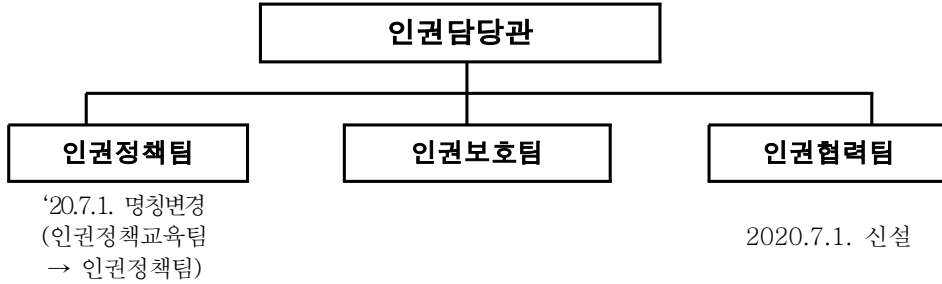 인권담당관
인권정책팀
인권보호팀
인권협력팀
‘20.7.1. 명칭변경
(인권정책교육팀
→ 인권정책팀)
2020.7.1. 신설